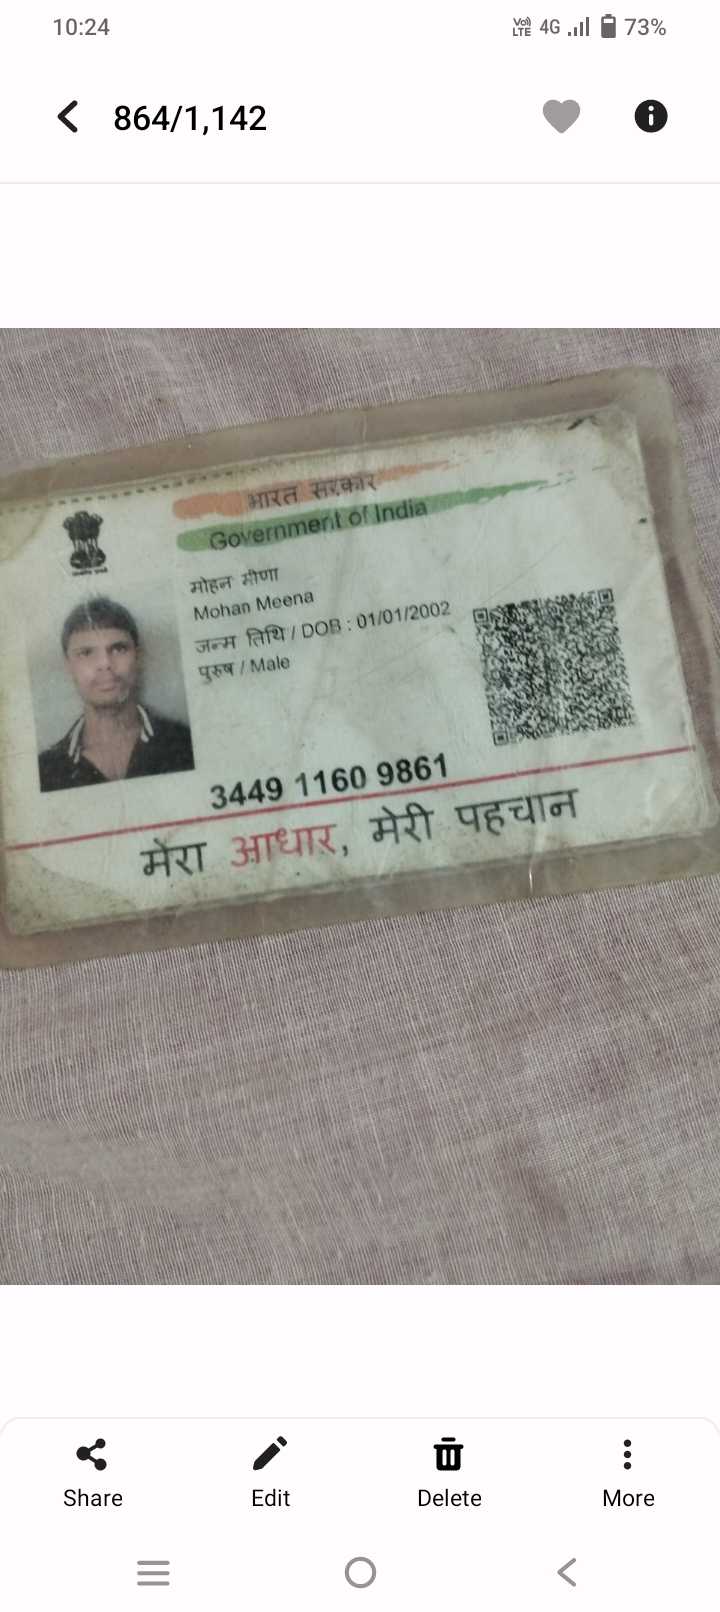 10:24 Vo) LTE 4G 73%
864/1,142
भारत सरकार
Government of India
मोहन मीणा
Mohan Meena
जन्म तिथि / DOB : 01/01/2002
पुरुष / Male
3449 1160 9861
मेरा आधार, मेरी पहचान
Share Edit Delete More